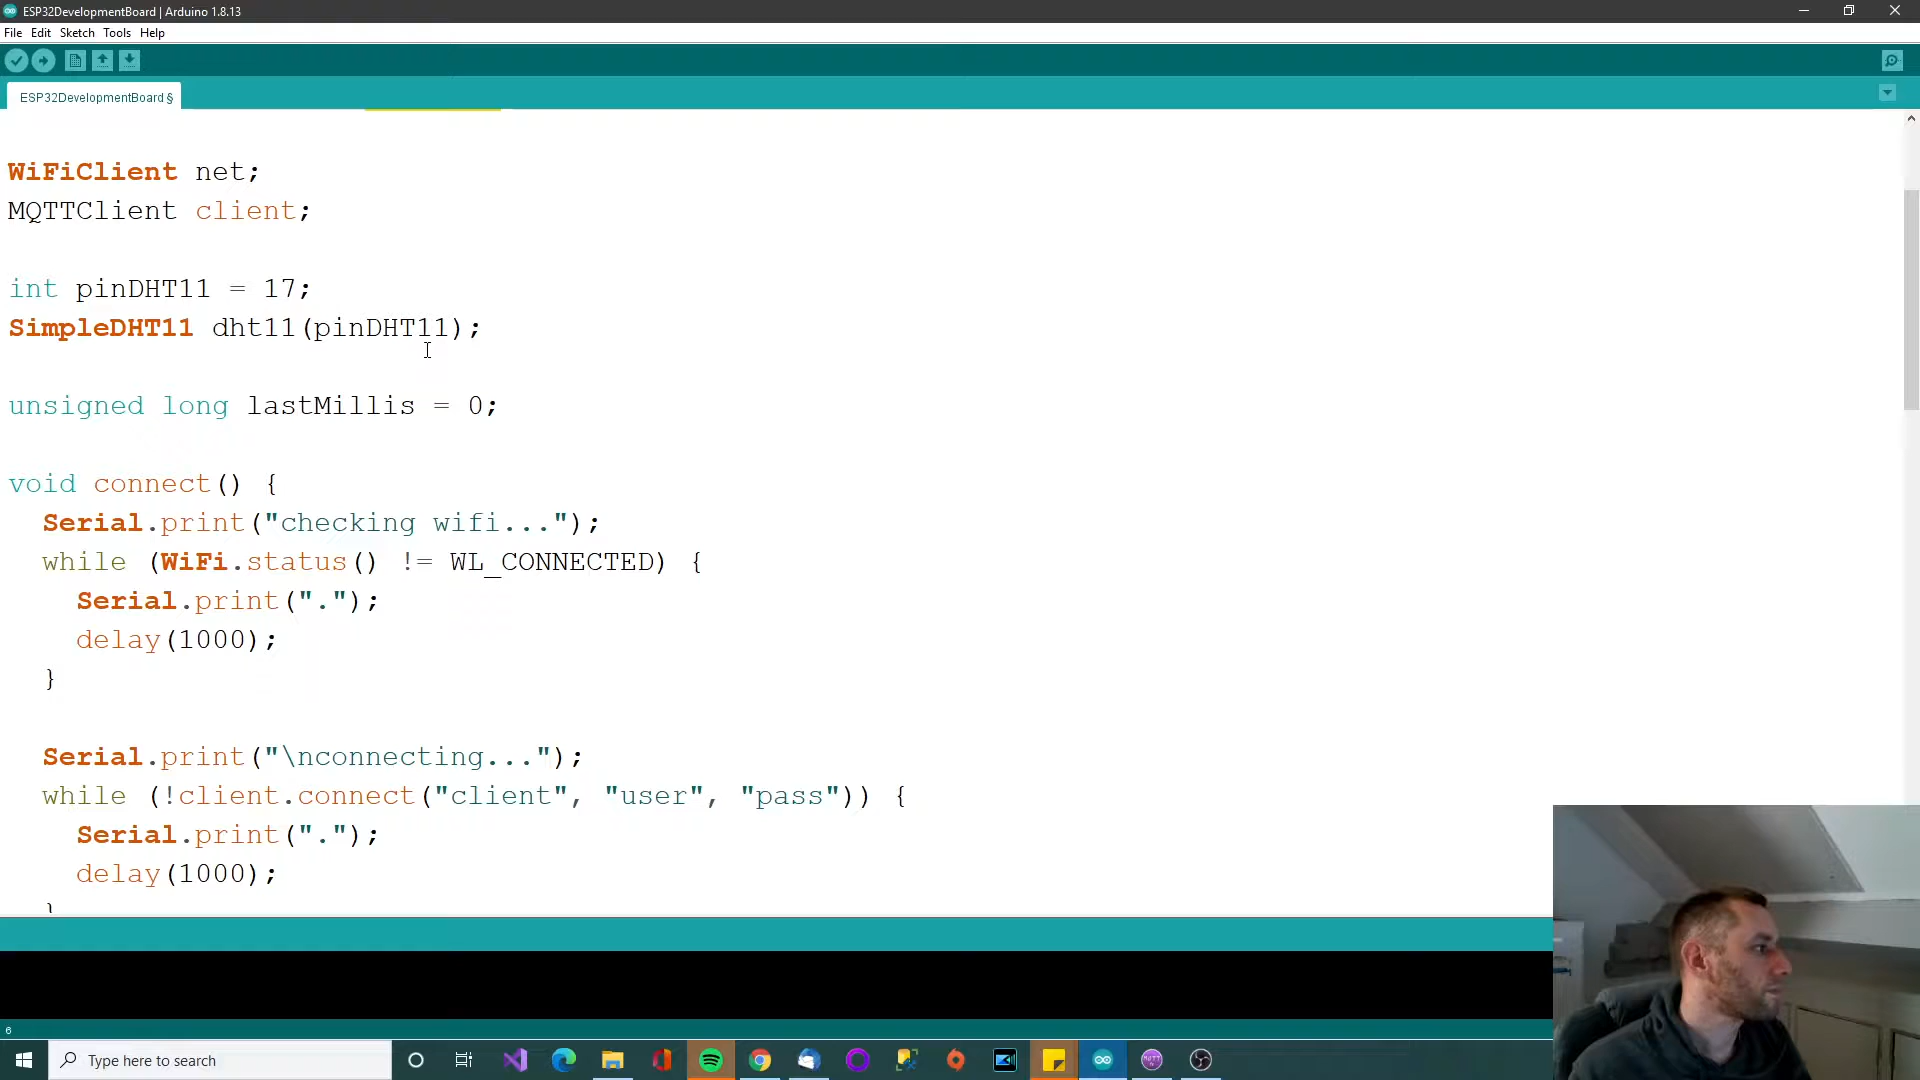 ESP32DevelopmentBoard | Arduino 1.8.13
File Edit Sketch Tools Help
ESP32DevelopmentBoard §
WiFiClient net;
MQTTClient client;
int pinDHT11 = 17;
SimpleDHT11 dht11(pinDHT11);
unsigned long lastMillis = 0;
void connect() {
Serial.print("checking wifi...");
while (WiFi.status() != WL_CONNECTED) {
Serial.print(".");
delay(1000);
}
Serial.print("\nconnecting...");
while (!client.connect("client", "user", "pass")) {
Serial.print(".");
delay(1000);
}
6
Type here to search